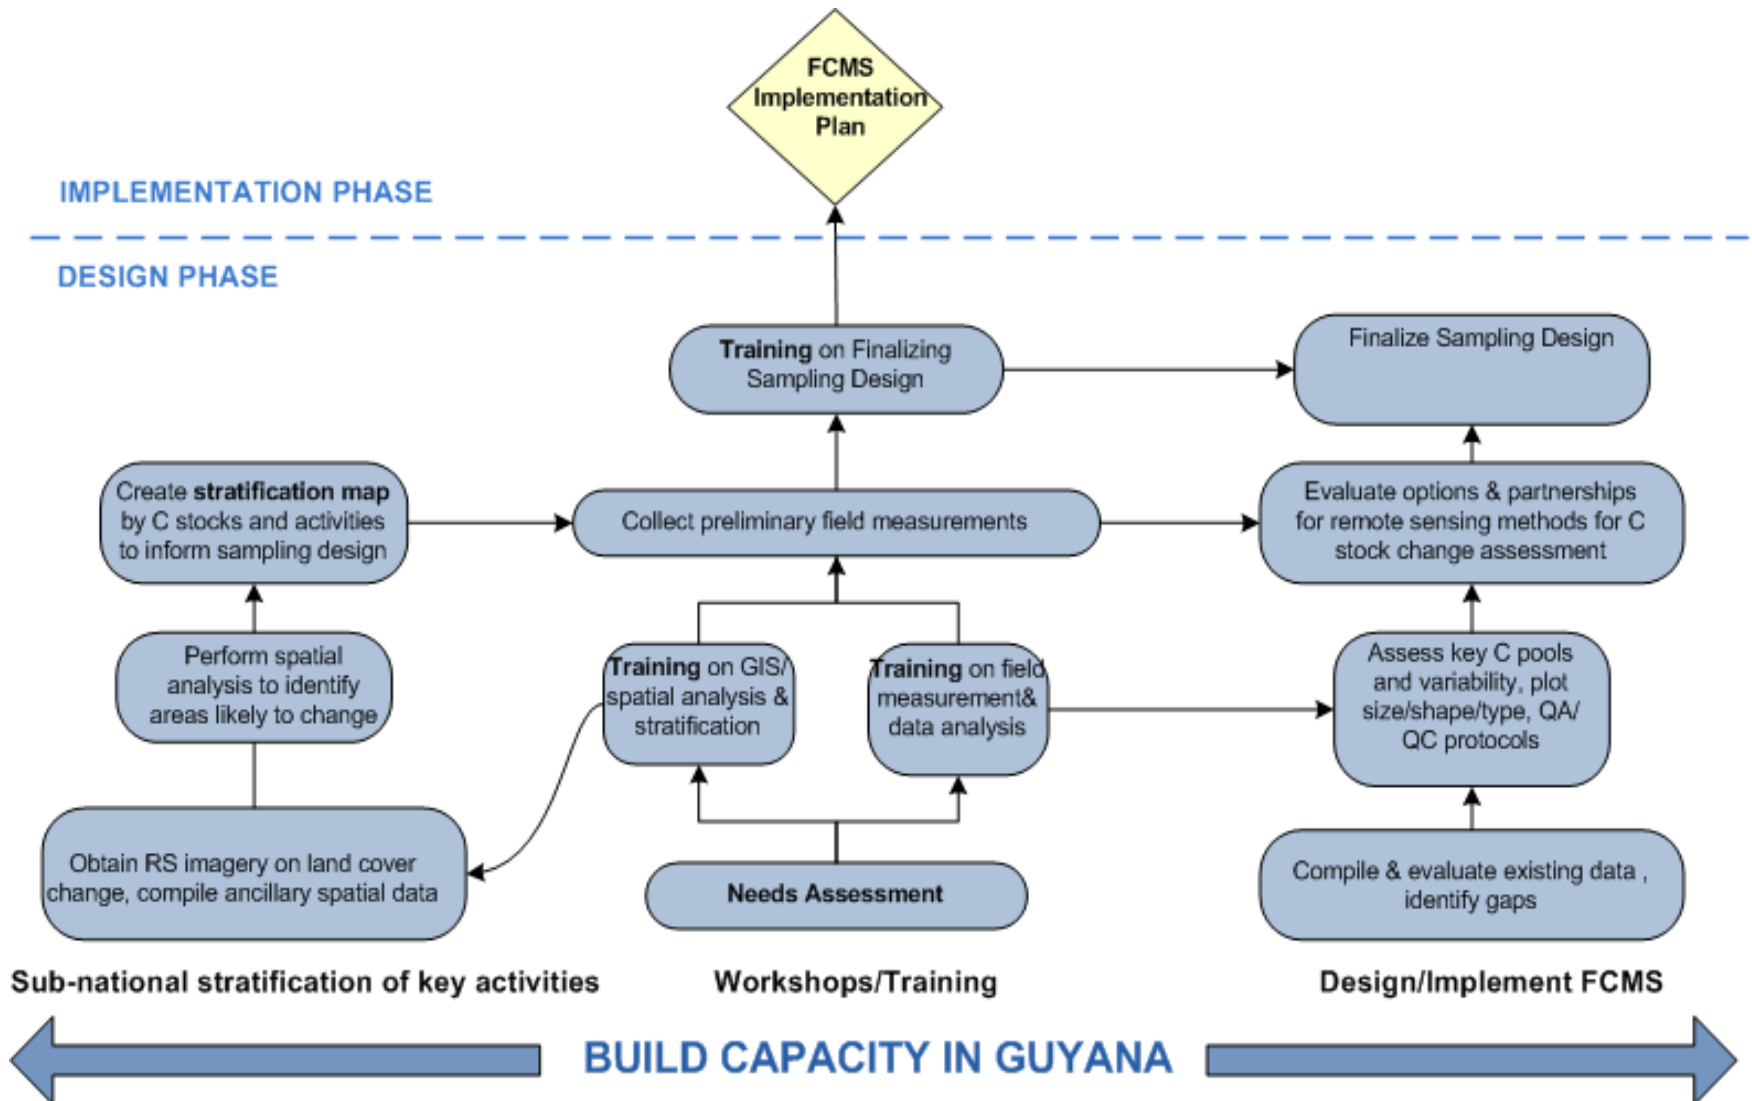 FCMS
Implementation
Plan
IMPLEMENTATION PHASE
DESIGN PHASE
Training on Finalizing
Sampling Design
Finalize Sampling Design
Create stratification map
by C stocks and activities
to inform sampling design
Collect preliminary field measurements
Evaluate options & partnerships
for remote sensing methods for C
stock change assessment
Perform spatial
analysis to identify
areas likely to change
Training on GIS/
spatial analysis &
stratification
Training on field
measurement&
data analysis
Assess key C pools
and variability, plot
size/shape/type, QA/
QC protocols
Obtain RS imagery on land cover
change, compile ancillary spatial data
Needs Assessment
Compile & evaluate existing data ,
identify gaps
Sub-national stratification of key activities
Workshops/Training
Design/Implement FCMS
BUILD CAPACITY IN GUYANA